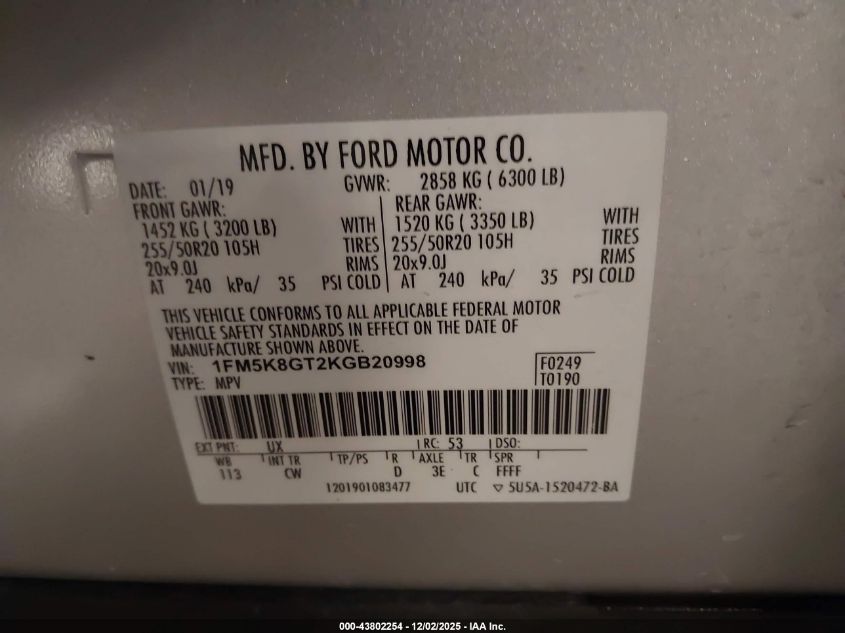 MFD. BY FORD MOTOR CO.
DATE: 01/19 GVWR: 2858 KG ( 6300 LB)
FRONT GAWR: REAR GAWR:
1452 KG ( 3200 LB) WITH 1520 KG ( 3350 LB) WITH
255/50R20 105H TIRES 255/50R20 105H TIRES
20x9.0J RIMS 20x9.0J RIMS
AT 240 kPa/ 35 PSI COLD AT 240 kPa/ 35 PSI COLD
THIS VEHICLE CONFORMS TO ALL APPLICABLE FEDERAL MOTOR
VEHICLE SAFETY STANDARDS IN EFFECT ON THE DATE OF
MANUFACTURE SHOWN ABOVE.
VIN: 1FM5K8GT2KGB20998 F0249
TYPE: MPV T0190
EXT PNT: UX RC: 53 DSO:
WB INT TR TP/PS R AXLE TR SPR
113 CW D 3E C FFFF
1201901083477 UTC ▽ 5U5A-1520472-BA
000-43802254 - 12/02/2025 - IAA Inc.